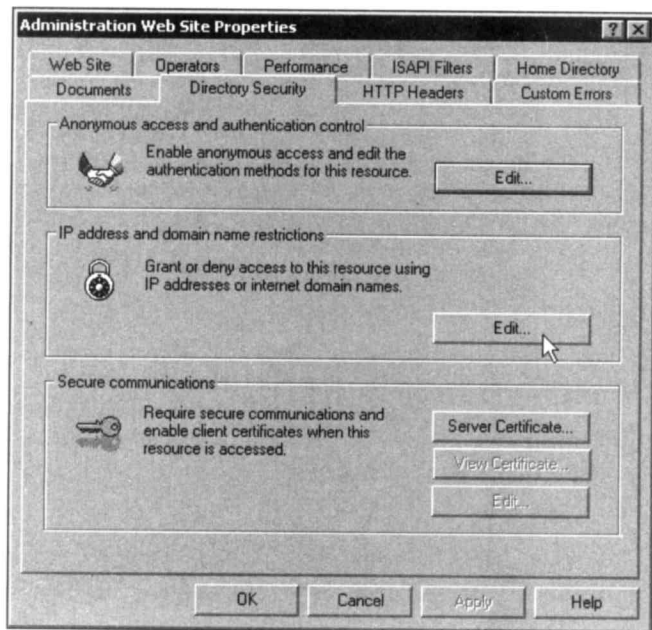 Administration Web Site Properties
Web Site Operators Performance ISAPI Filters Home Directory
Documents Directory Security HTTP Headers Custom Errors
Anonymous access and authentication control
Enable anonymous access and edit the
authentication methods for this resource.
Edit...
IP address and domain name restrictions
Grant or deny access to this resource using
IP addresses or internet domain names.
Edit...
Secure communications
Require secure communications and
enable client certificates when this
resource is accessed.
Server Certificate...
View Certificate...
Edit...
OK Cancel Apply Help